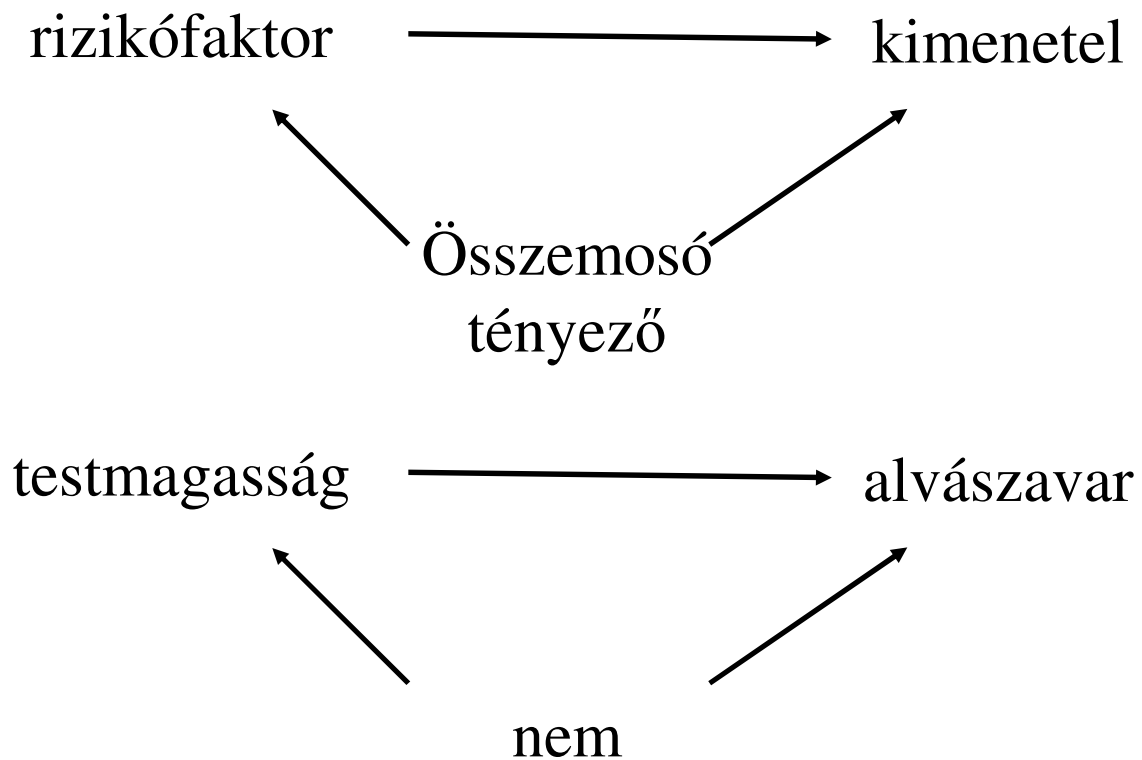 rizikófaktor
kimenetel
Összemosó
tényező
testmagasság
alvászavar
nem